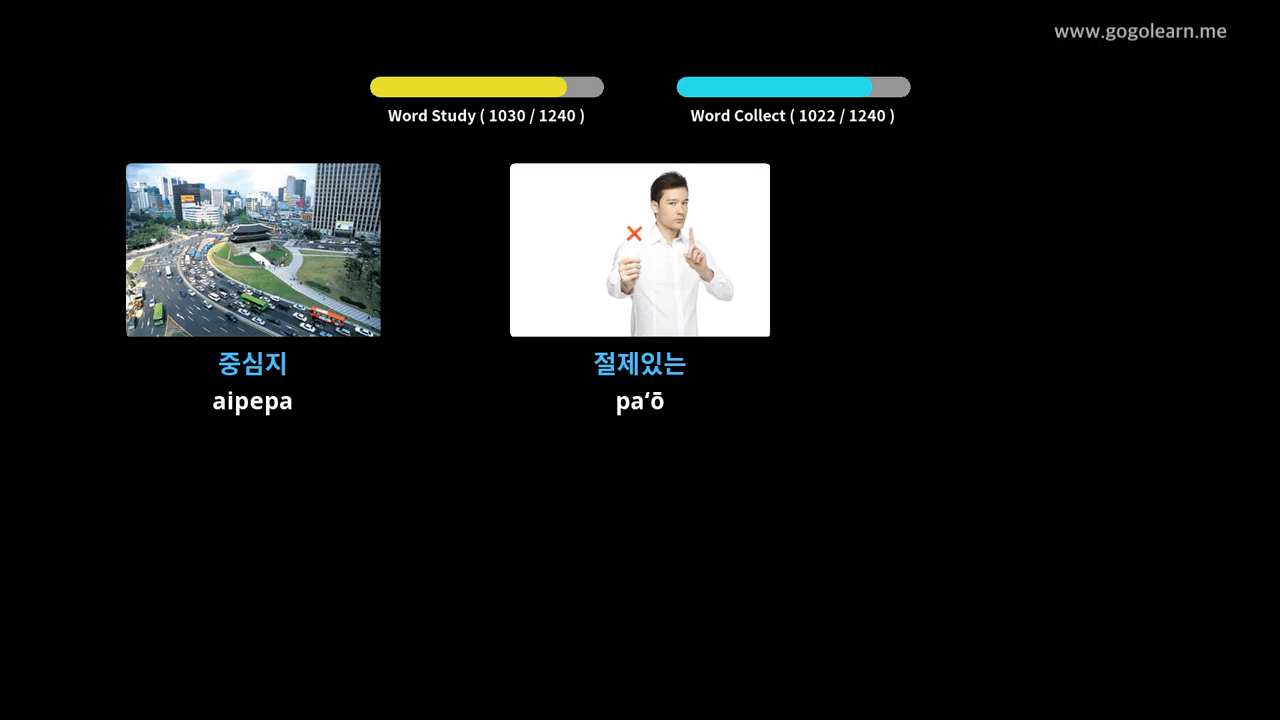 www.gogolearn.me
Word Study ( 1030 / 1240 )
Word Collect ( 1022 / 1240 )
중심지
aipepa
절제있는
paʻō